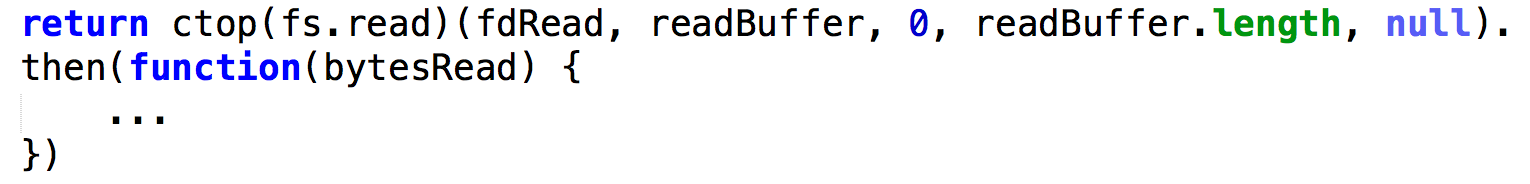 return ctop(fs.read)(fdRead, readBuffer, 0, readBuffer.length, null).
then(function(bytesRead) {
    ...
})